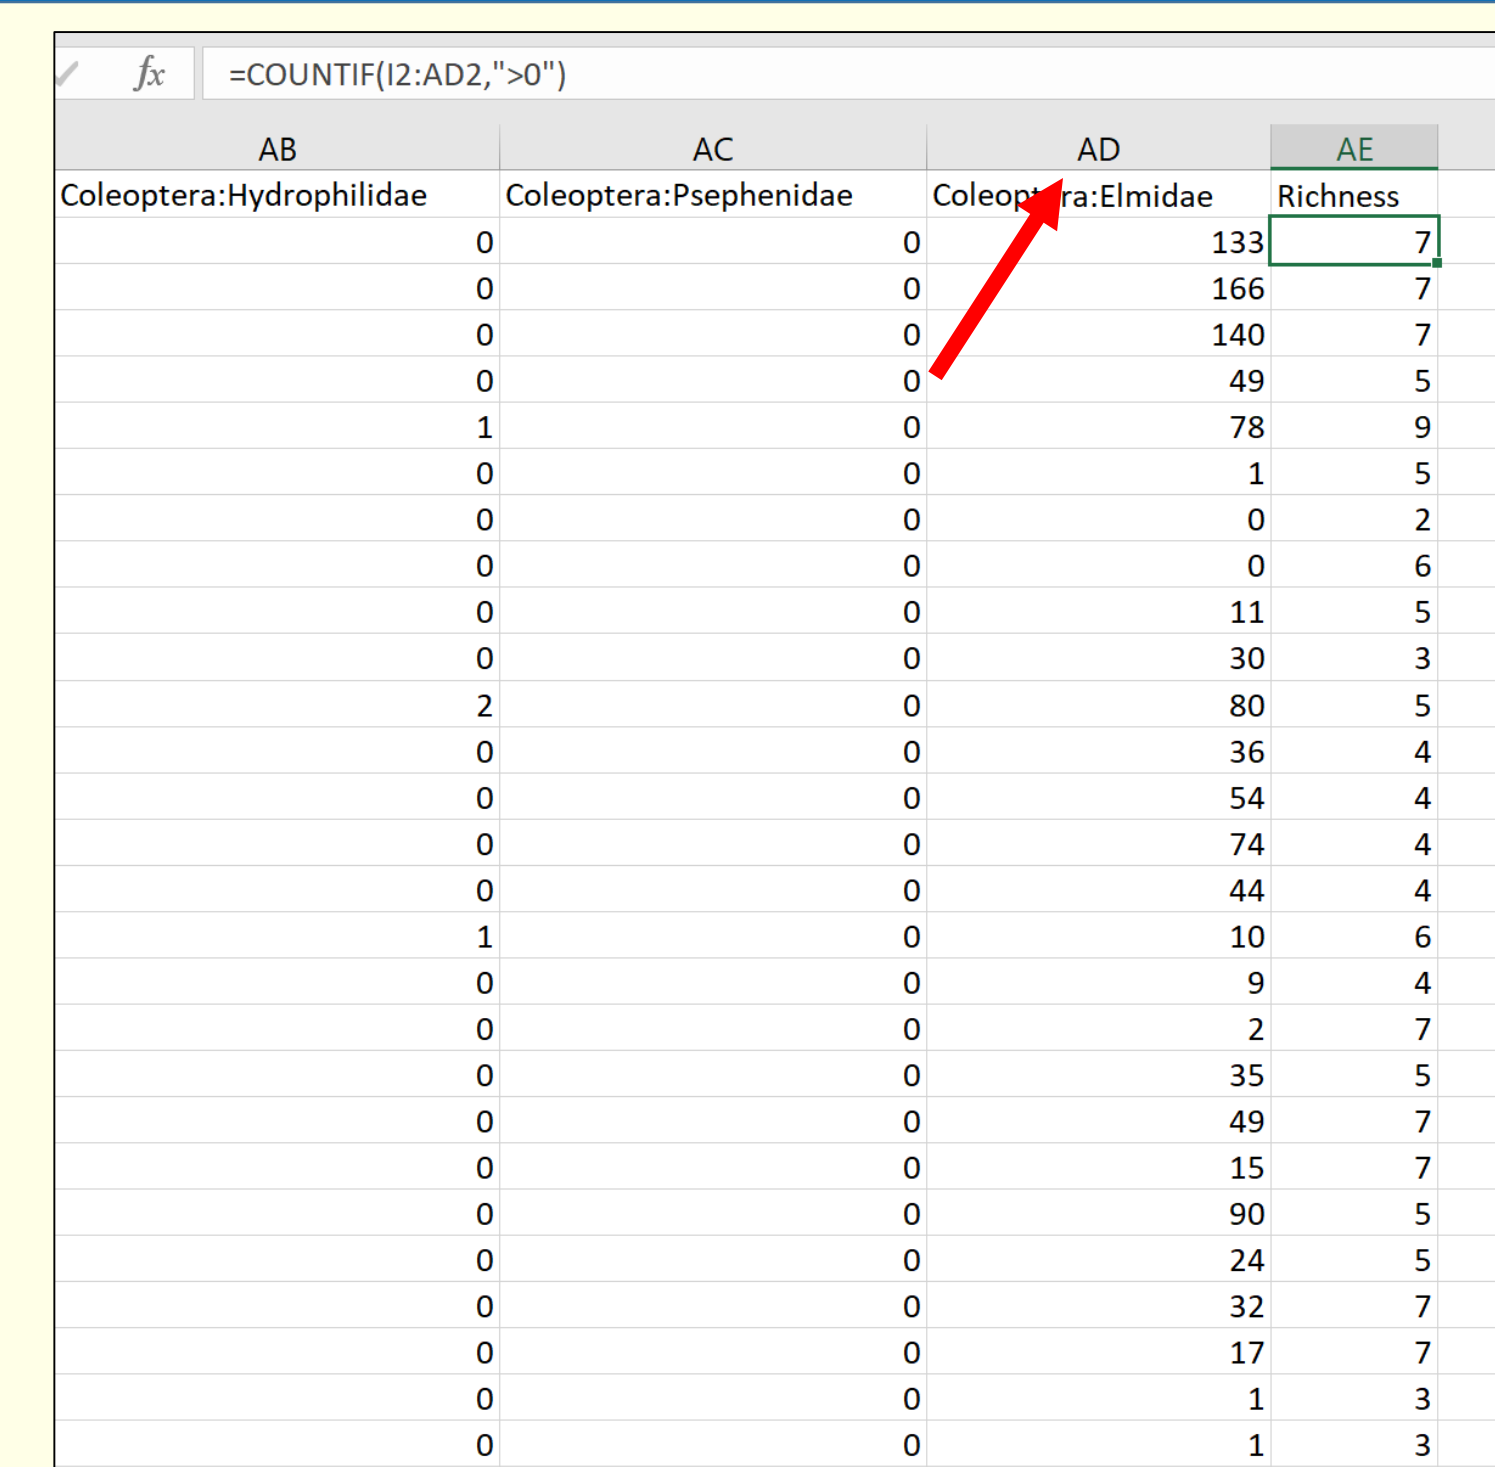 fx =COUNTIF(I2:AD2,">0")
AB AC AD AE
Coleoptera:Hydrophilidae Coleoptera:Psephenidae Coleoptera:Elmidae Richness
0 0 133 7
0 0 166 7
0 0 140 7
0 0 49 5
1 0 78 9
0 0 1 5
0 0 0 2
0 0 0 6
0 0 11 5
0 0 30 3
2 0 80 5
0 0 36 4
0 0 54 4
0 0 74 4
0 0 44 4
1 0 10 6
0 0 9 4
0 0 2 7
0 0 35 5
0 0 49 7
0 0 15 7
0 0 90 5
0 0 24 5
0 0 32 7
0 0 17 7
0 0 1 3
0 0 1 3